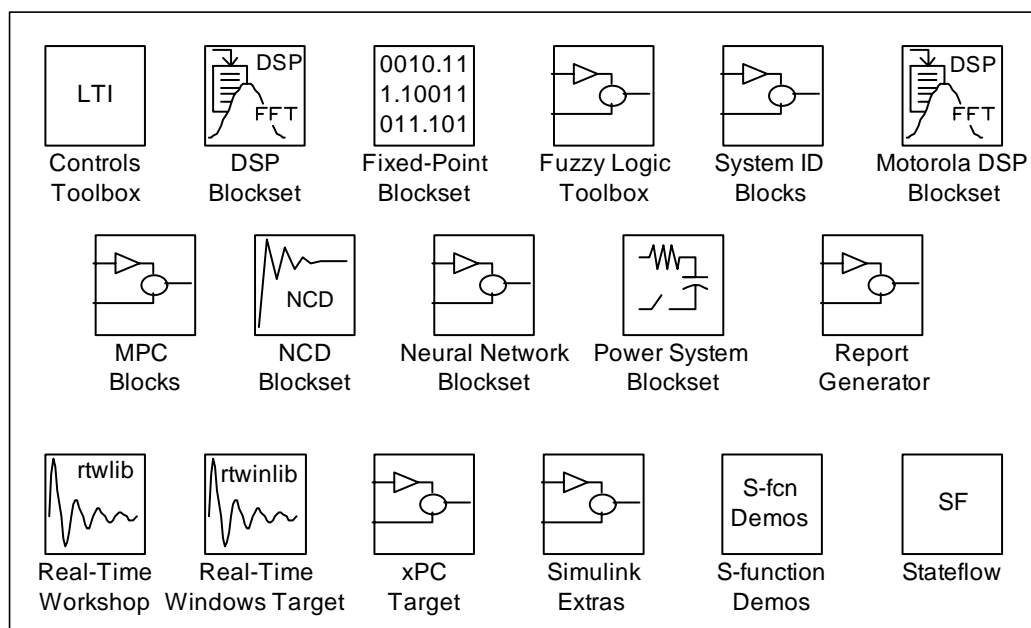 LTI
Controls
Toolbox
DSP
FFT
DSP
Blockset
0010.11
1.10011
011.101
Fixed-Point
Blockset
Fuzzy Logic
Toolbox
System ID
Blocks
DSP
FFT
Motorola DSP
Blockset
MPC
Blocks
NCD
NCD
Blockset
Neural Network
Blockset
Power System
Blockset
Report
Generator
rtwlib
Real-Time
Workshop
rtwinlib
Real-Time
Windows Target
xPC
Target
Simulink
Extras
S-fcn
Demos
S-function
Demos
SF
Stateflow